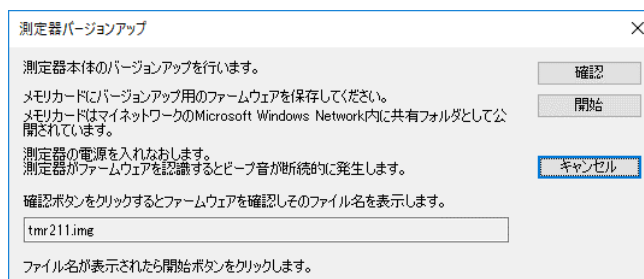 測定器バージョンアップ
測定器本体のバージョンアップを行います。
確認
メモリカードにバージョンアップ用のファームウェアを保存してください。
メモリカードはマイネットワークのMicrosoft Windows Network内に共有フォルダとして公
開されています。
開始
測定器の電源を入れなおします。
測定器がファームウェアを認識するとビープ音が断続的に発生します。
キャンセル
確認ボタンをクリックするとファームウェアを確認しそのファイル名を表示します。
tmr211.img
ファイル名が表示されたら開始ボタンをクリックします。